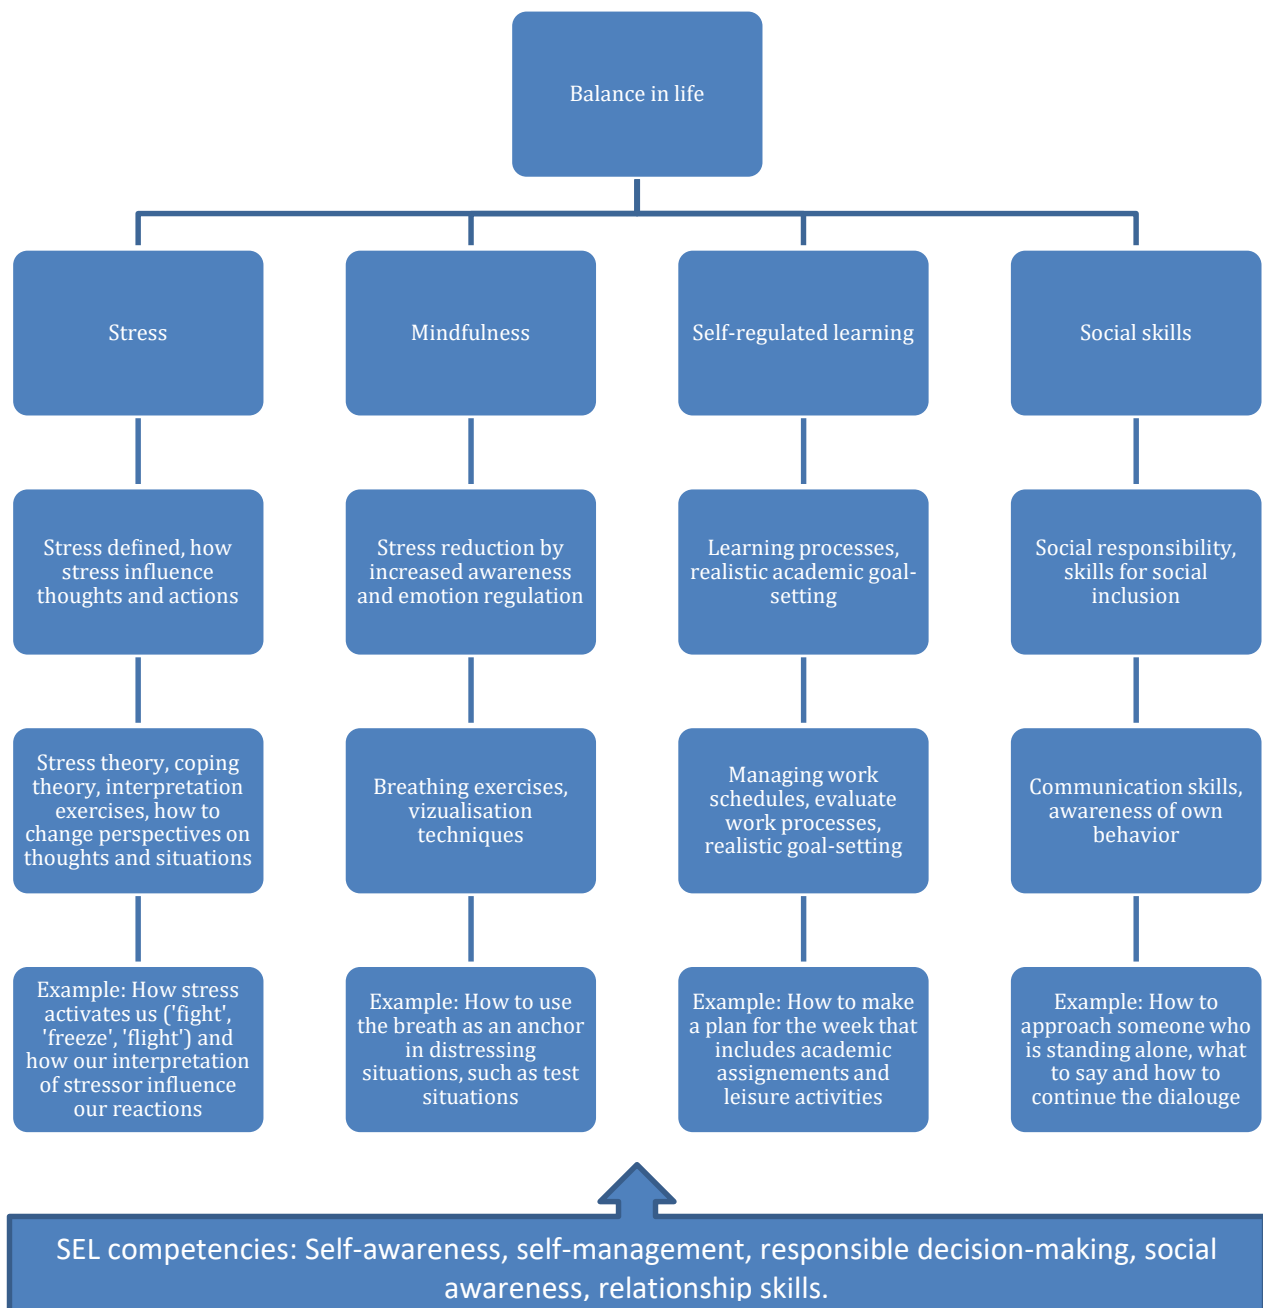 Balance in life
Stress
Mindfulness
Self-regulated learning
Social skills
Stress defined, how
stress influence
thoughts and actions
Stress reduction by
increased awareness
and emotion regulation
Learning processes,
realistic academic goal-
setting
Social responsibility,
skills for social
inclusion
Stress theory, coping
theory, interpretation
exercises, how to
change perspectives on
thoughts and situations
Breathing exercises,
vizualisation
techniques
Managing work
schedules, evaluate
work processes,
realistic goal-setting
Communication skills,
awareness of own
behavior
Example: How stress
activates us ('fight',
'freeze', 'flight') and
how our interpretation
of stressor influence
our reactions
Example: How to use
the breath as an anchor
in distressing
situations, such as test
situations
Example: How to make
a plan for the week that
includes academic
assignements and
leisure activities
Example: How to
approach someone who
is standing alone, what
to say and how to
continue the dialouge
SEL competencies: Self-awareness, self-management, responsible decision-making, social
awareness, relationship skills.